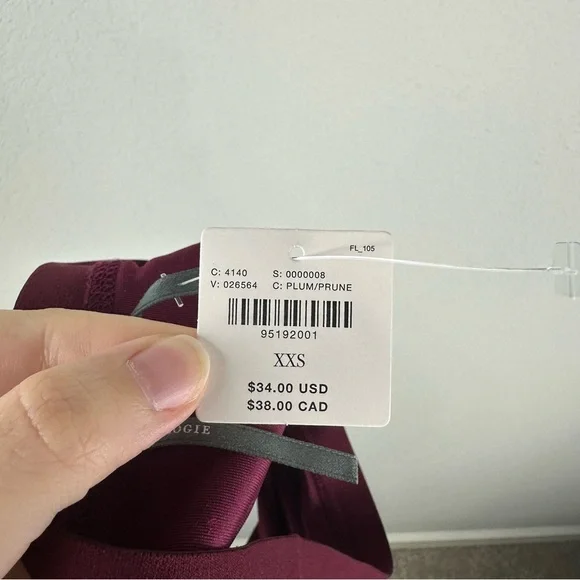 FL_105
C: 4140 S: 0000008
V: 026564 C: PLUM/PRUNE
95192001
XXS
$34.00 USD
$38.00 CAD